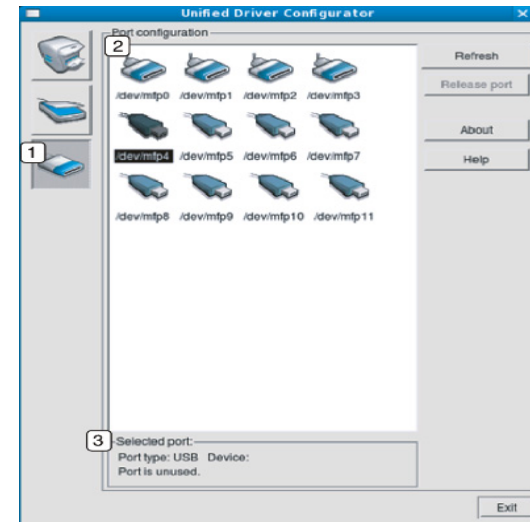 Unified Driver Configurator
2
Port configuration
/dev/mfp0 /dev/mfp1 /dev/mfp2 /dev/mfp3
/dev/mfp4 /dev/mfp5 /dev/mfp6 /dev/mfp7
/dev/mfp8 /dev/mfp9 /dev/mfp10 /dev/mfp11
Refresh
Release port
About
Help
1
3
Selected port:
Port type: USB Device:
Port is unused.
Exit